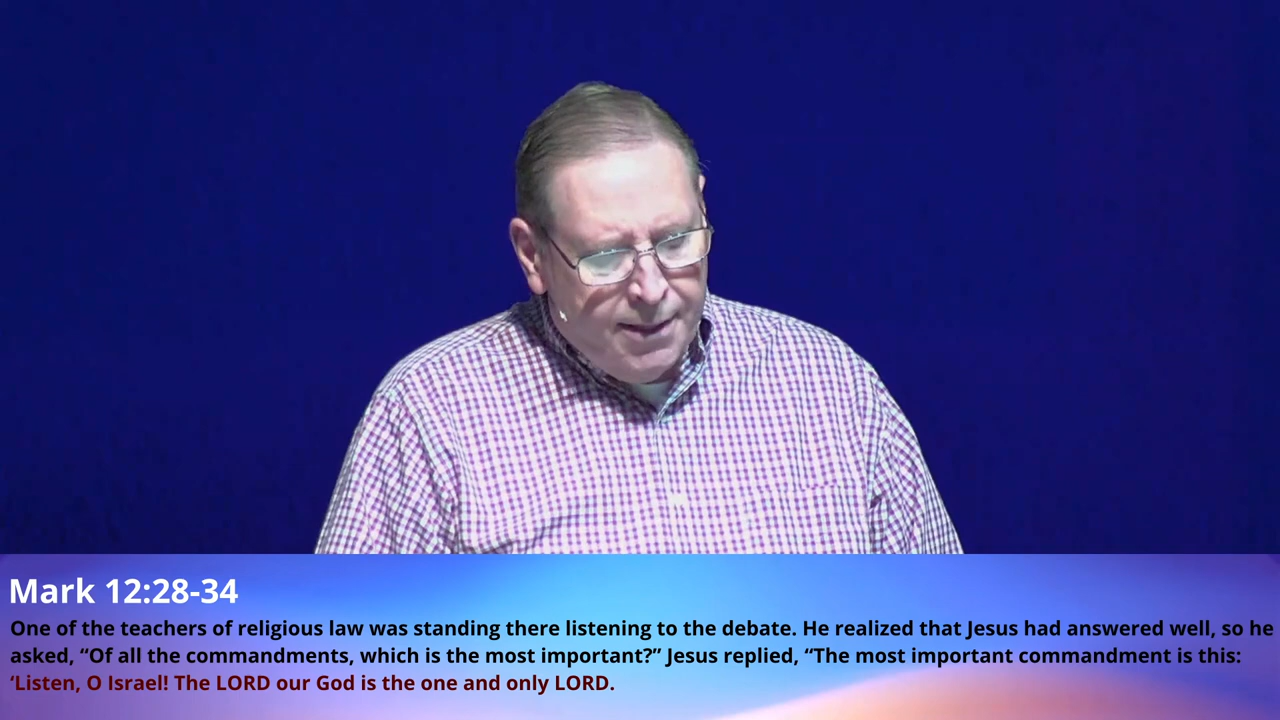 Mark 12:28-34
One of the teachers of religious law was standing there listening to the debate. He realized that Jesus had answered well, so he
asked, “Of all the commandments, which is the most important?” Jesus replied, “The most important commandment is this:
‘Listen, O Israel! The LORD our God is the one and only LORD.